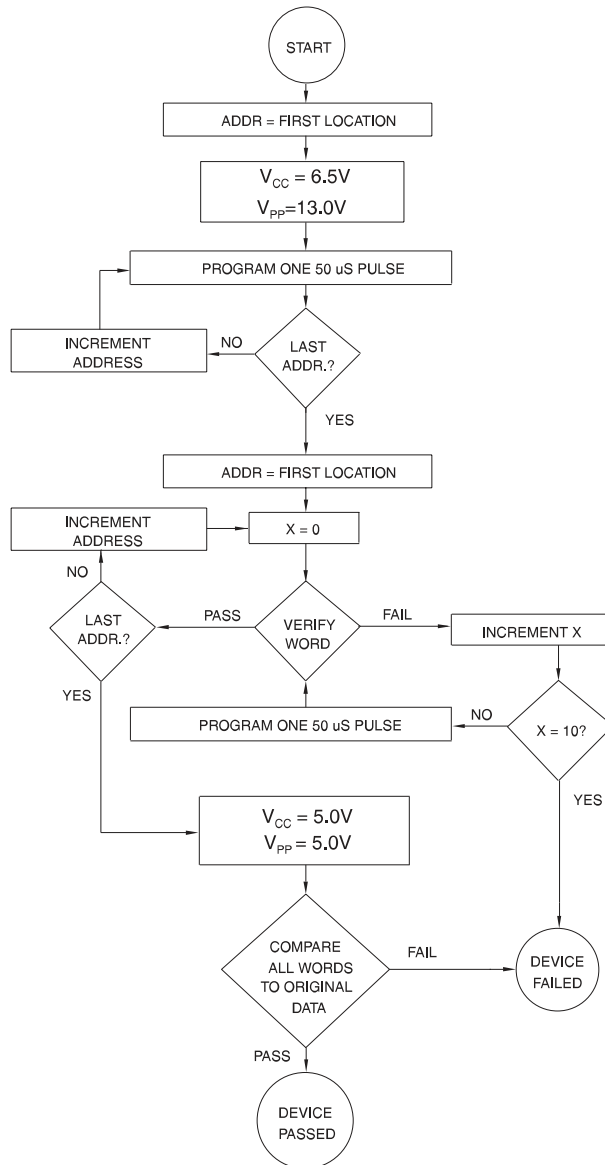 START
ADDR = FIRST LOCATION
VCC = 6.5V
VPP=13.0V
PROGRAM ONE 50 uS PULSE
INCREMENT
ADDRESS
NO
LAST
ADDR.?
YES
ADDR = FIRST LOCATION
INCREMENT
ADDRESS
X = 0
NO
LAST
ADDR.?
PASS
VERIFY
WORD
FAIL
INCREMENT X
YES
PROGRAM ONE 50 uS PULSE
NO
X = 10?
YES
VCC = 5.0V
VPP = 5.0V
COMPARE
ALL WORDS
TO ORIGINAL
DATA
FAIL
DEVICE
FAILED
PASS
DEVICE
PASSED